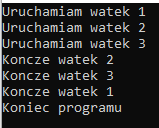 Uruchamiam watek 1
Uruchamiam watek 2
Uruchamiam watek 3
Koncze watek 2
Koncze watek 3
Koncze watek 1
Koniec programu